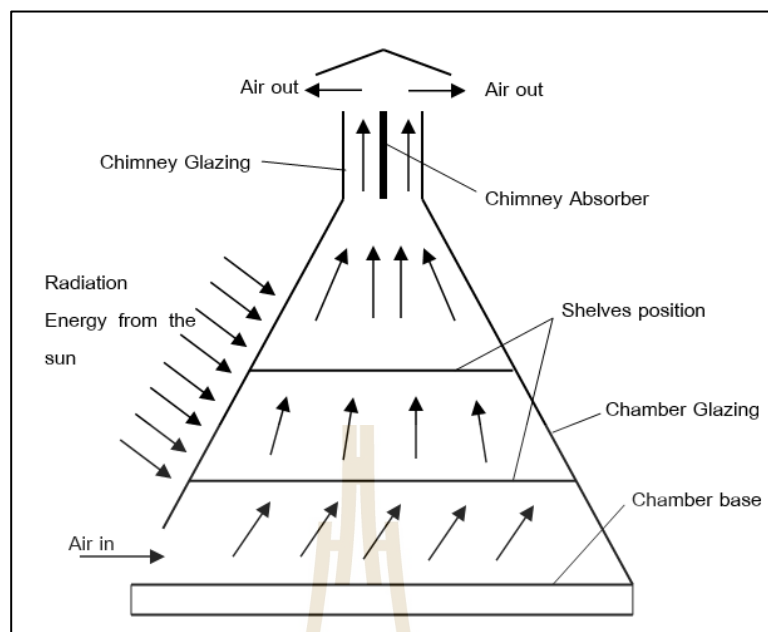 Air out
Air out
Chimney Glazing
Chimney Absorber
Radiation
Energy from the
sun
Shelves position
Chamber Glazing
Chamber base
Air in